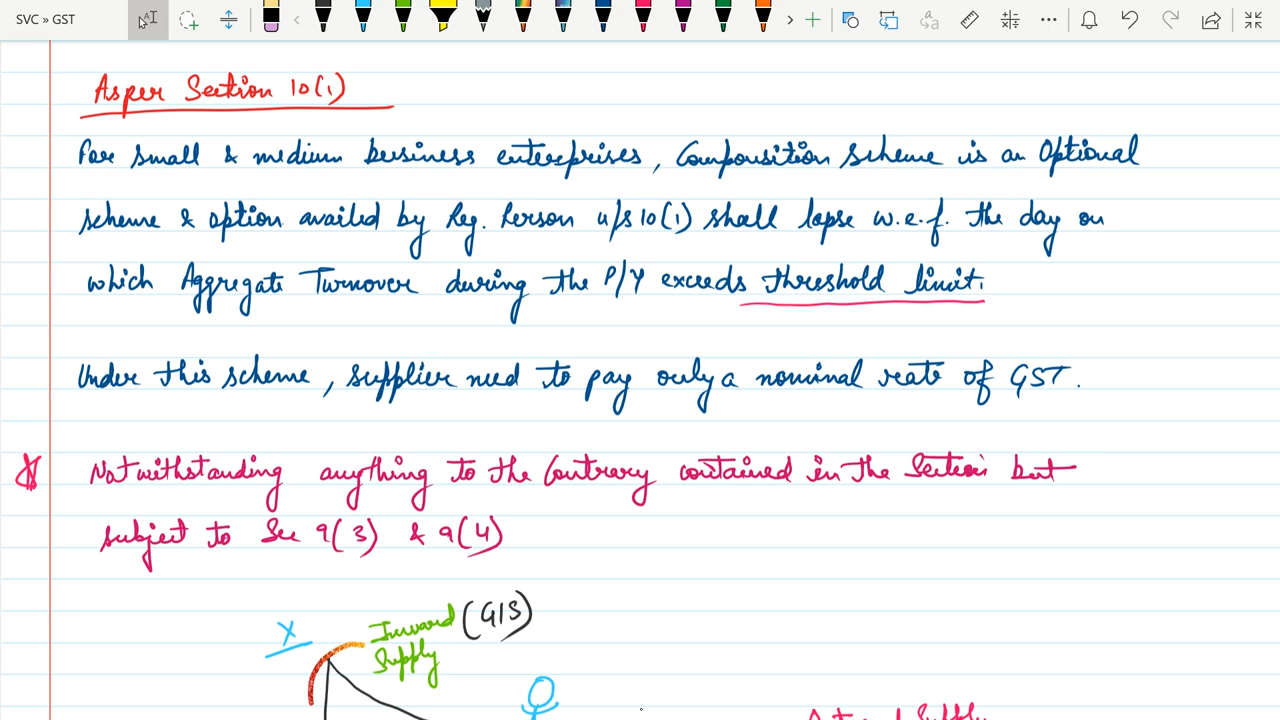 SVC » GST
As per Section 10(1)
For small & medium business enterprises, Composition scheme is an Optional
scheme & option availed by Reg. Person u/s 10(1) shall lapse w.e.f. the day on
which Aggregate Turnover during the P/Y exceeds threshold limit.
Under this scheme, supplier need to pay only a nominal rate of GST.
Notwithstanding anything to the Contrary contained in the Section but
subject to Sec 9(3) & 9(4)
X
Inward (G/S)
Supply
Supply